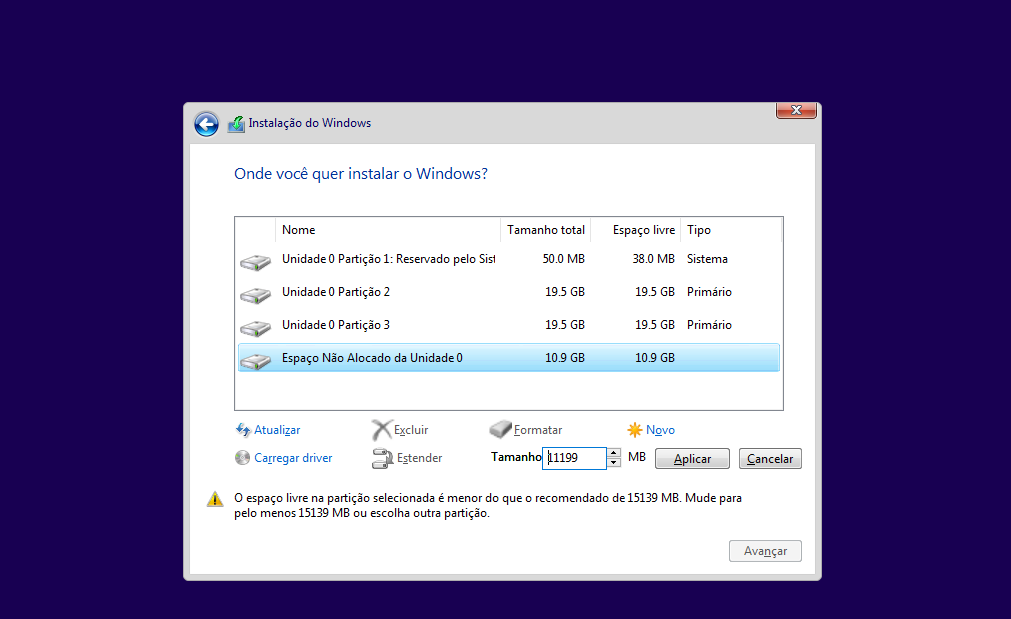 Instalação do Windows
Onde você quer instalar o Windows?
Nome Tamanho total Espaço livre Tipo
Unidade 0 Partição 1: Reservado pelo Sist 50.0 MB 38.0 MB Sistema
Unidade 0 Partição 2 19.5 GB 19.5 GB Primário
Unidade 0 Partição 3 19.5 GB 19.5 GB Primário
Espaço Não Alocado da Unidade 0 10.9 GB 10.9 GB
Atualizar Excluir Formatar Novo
Carregar driver Estender Tamanho 11199 MB Aplicar Cancelar
O espaço livre na partição selecionada é menor do que o recomendado de 15139 MB. Mude para
pelo menos 15139 MB ou escolha outra partição.
Avançar